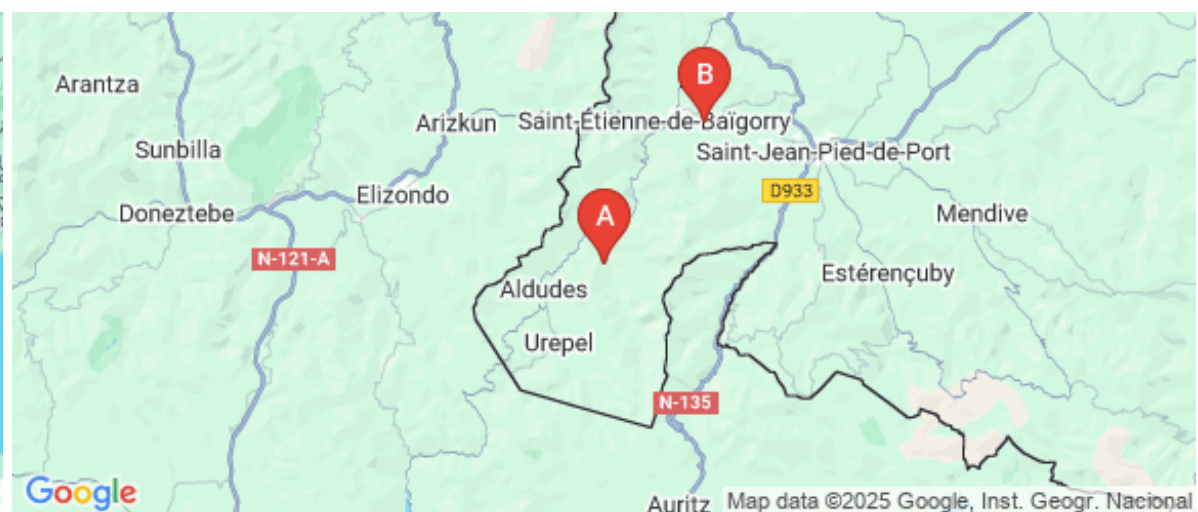 Arantza
B
Arizkun
Saint-Étienne-de-Baïgorry
Sunbilla
Saint-Jean-Pied-de-Port
Elizondo
D933
Doneztebe
A
Mendive
N-121-A
Estérençuby
Aldudes
Urepel
N-135
Google
Auritz
Map data ©2025 Google, Inst. Geogr. Nacional